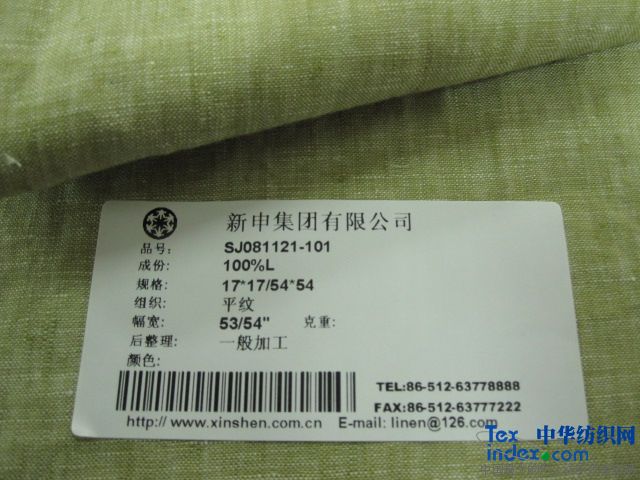 新申集团有限公司
品号: SJ081121-101
成份: 100%L
规格: 17*17/54*54
组织: 平纹
幅宽: 53/54" 克重:
后整理: 一般加工
颜色:
TEL:86-512-63778888
FAX:86-512-63777222
http://www.xinshen.com.cn E-mail: linen@126.com
Tex 中华纺织网
index.com